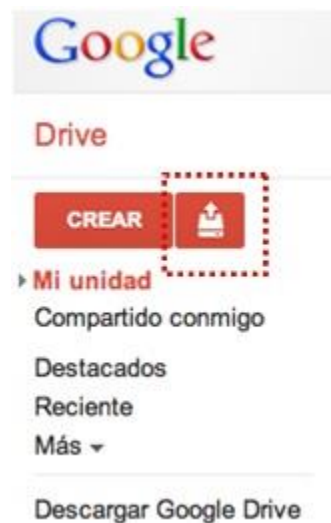 Google
Drive
CREAR
Mi unidad
Compartido conmigo
Destacados
Reciente
Más
Descargar Google Drive